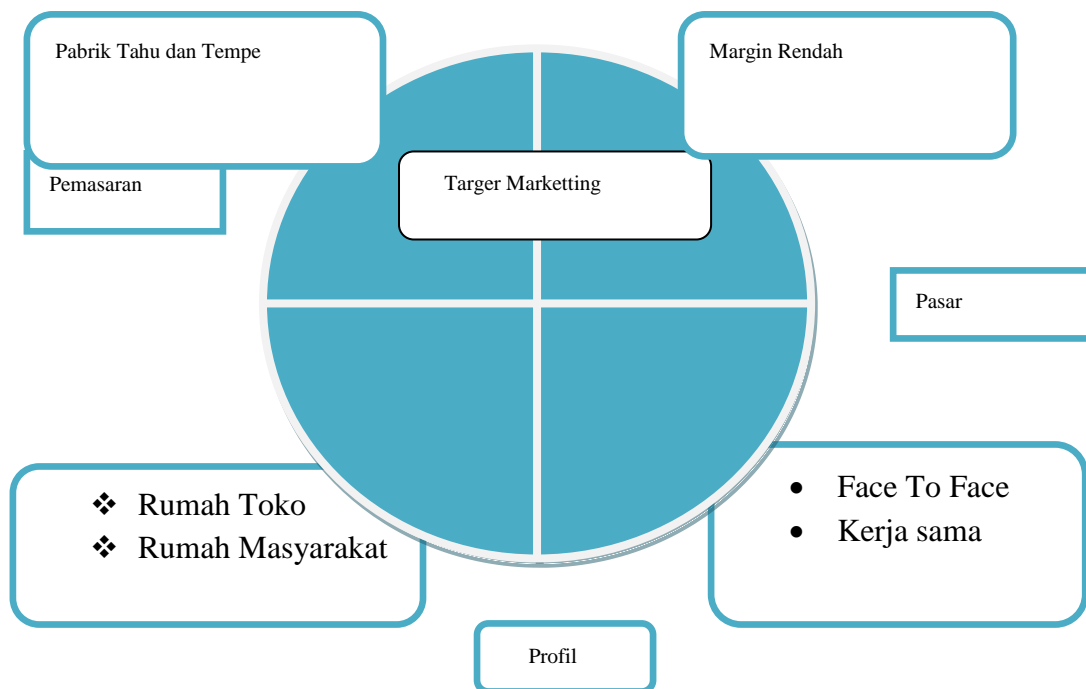 Pabrik Tahu dan Tempe
Margin Rendah
Pemasaran
Targer Marketting
Pasar
❖ Rumah Toko
❖ Rumah Masyarakat
• Face To Face
• Kerja sama
Profil